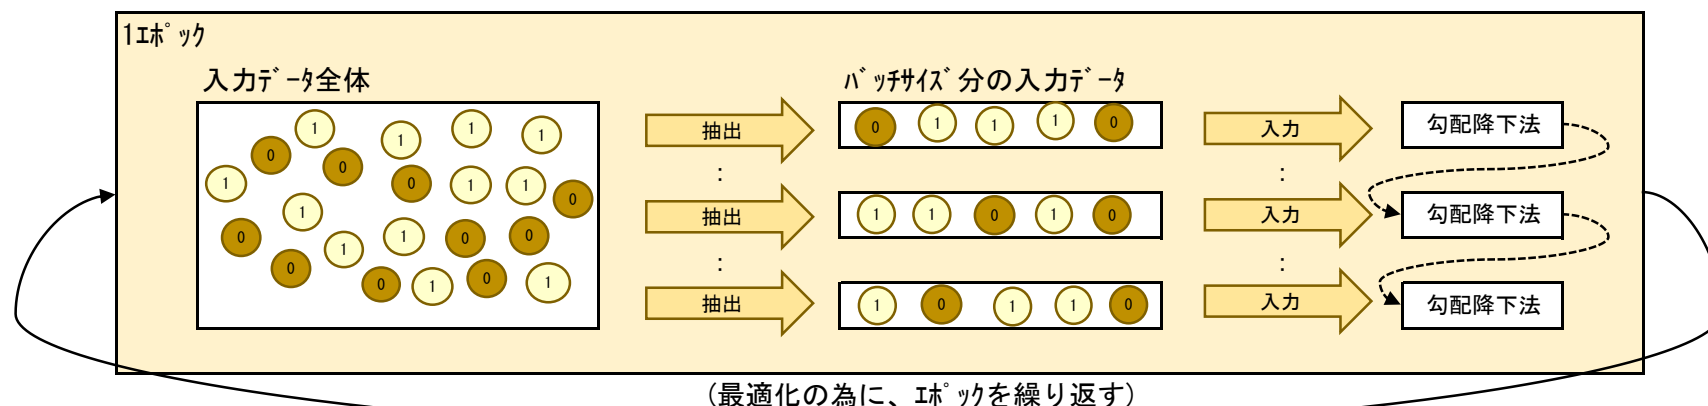 1ｴﾎﾟｯｸ
入力ﾃﾞｰﾀ全体
ﾊﾞｯﾁｻｲｽﾞ分の入力ﾃﾞｰﾀ
1 1 1 1
0 0 0 1 1
1 1 0
0 1 1 0 0
0 0 1 0 1
抽出
0 1 1 1 0
入力
勾配降下法
:
:
抽出
1 1 0 1 0
入力
勾配降下法
:
:
抽出
1 0 1 1 0
入力
勾配降下法
(最適化の為に、ｴﾎﾟｯｸを繰り返す)